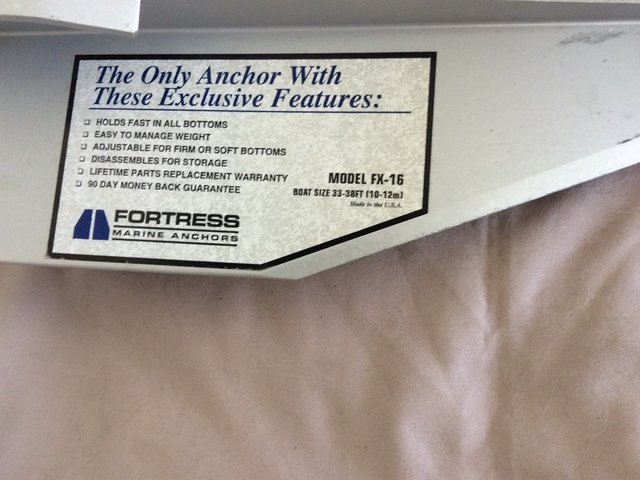 The Only Anchor With
These Exclusive Features:
HOLDS FAST IN ALL BOTTOMS
EASY TO MANAGE WEIGHT
ADJUSTABLE FOR FIRM OR SOFT BOTTOMS
DISASSEMBLES FOR STORAGE
LIFETIME PARTS REPLACEMENT WARRANTY
90 DAY MONEY BACK GUARANTEE
MODEL FX-16
BOAT SIZE 33-38FT (10-12m)
Made in the U.S.A.
FORTRESS
MARINE ANCHORS